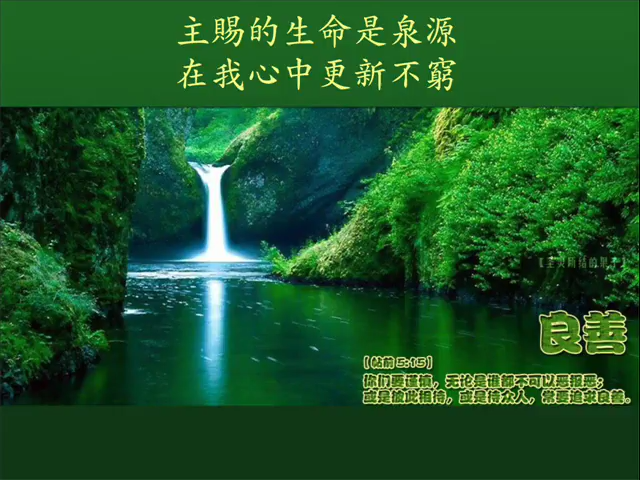 主賜的生命是泉源
在我心中更新不窮
良善
【帖前 5:15】
你们要谨慎，无论是谁都不可以恶报恶；
或是彼此相待，或是待众人，常要追求良善。